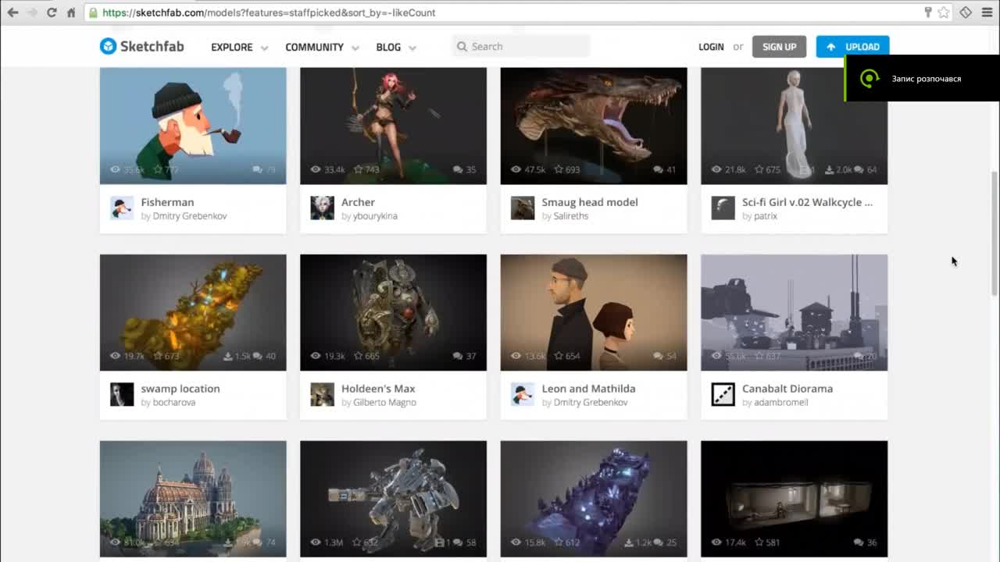 https://sketchfab.com/models?features=staffpicked&sort_by=-likeCount
Sketchfab
EXPLORE
COMMUNITY
BLOG
Search
LOGIN or SIGN UP
UPLOAD
Запис розпочався
35.6k 772 79
33.4k 743 35
47.5k 693 41
21.8k 675 1 2.0k 64
Fisherman
by Dmitry Grebenkov
Archer
by ybourykina
Smaug head model
by Salireths
Sci-fi Girl v.02 Walkcycle ...
by patrix
19.7k 673 1.5k 40
19.3k 665 37
13.6k 654 54
55.6k 637 20
swamp location
by bocharova
Holdeen's Max
by Gilberto Magno
Leon and Mathilda
by Dmitry Grebenkov
Canabalt Diorama
by adambromell
81.0k 634 74
1.3M 632 1 58
15.8k 612 1.2k 25
17.4k 581 36